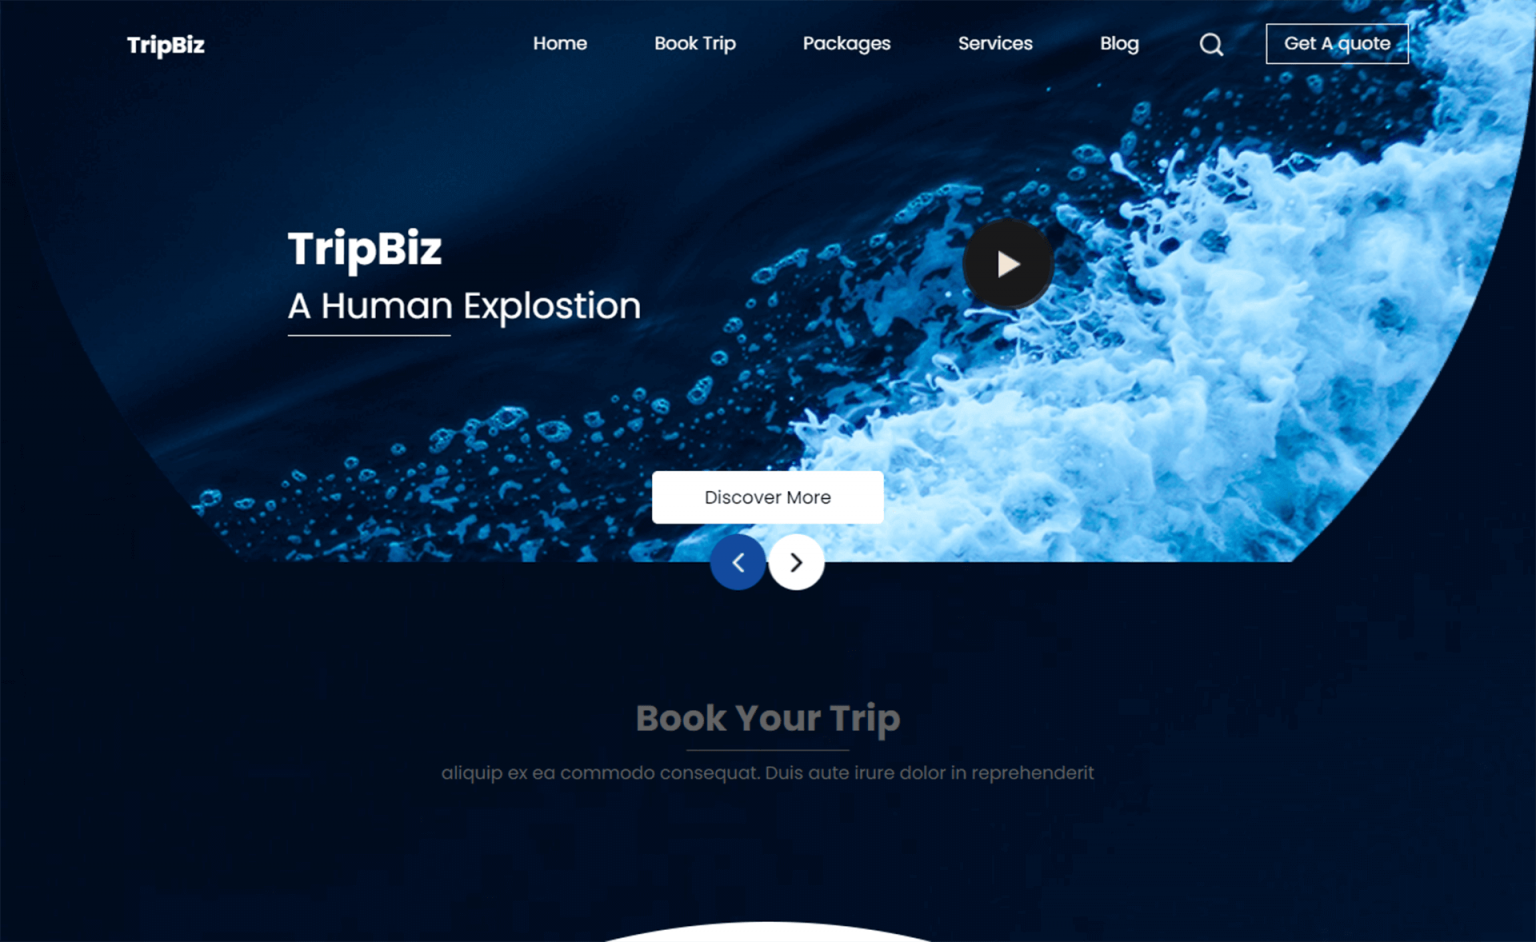 TripBiz
Home Book Trip Packages Services Blog Get A quote
TripBiz
A Human Explostion
Discover More
Book Your Trip
aliquip ex ea commodo consequat. Duis aute irure dolor in reprehenderit